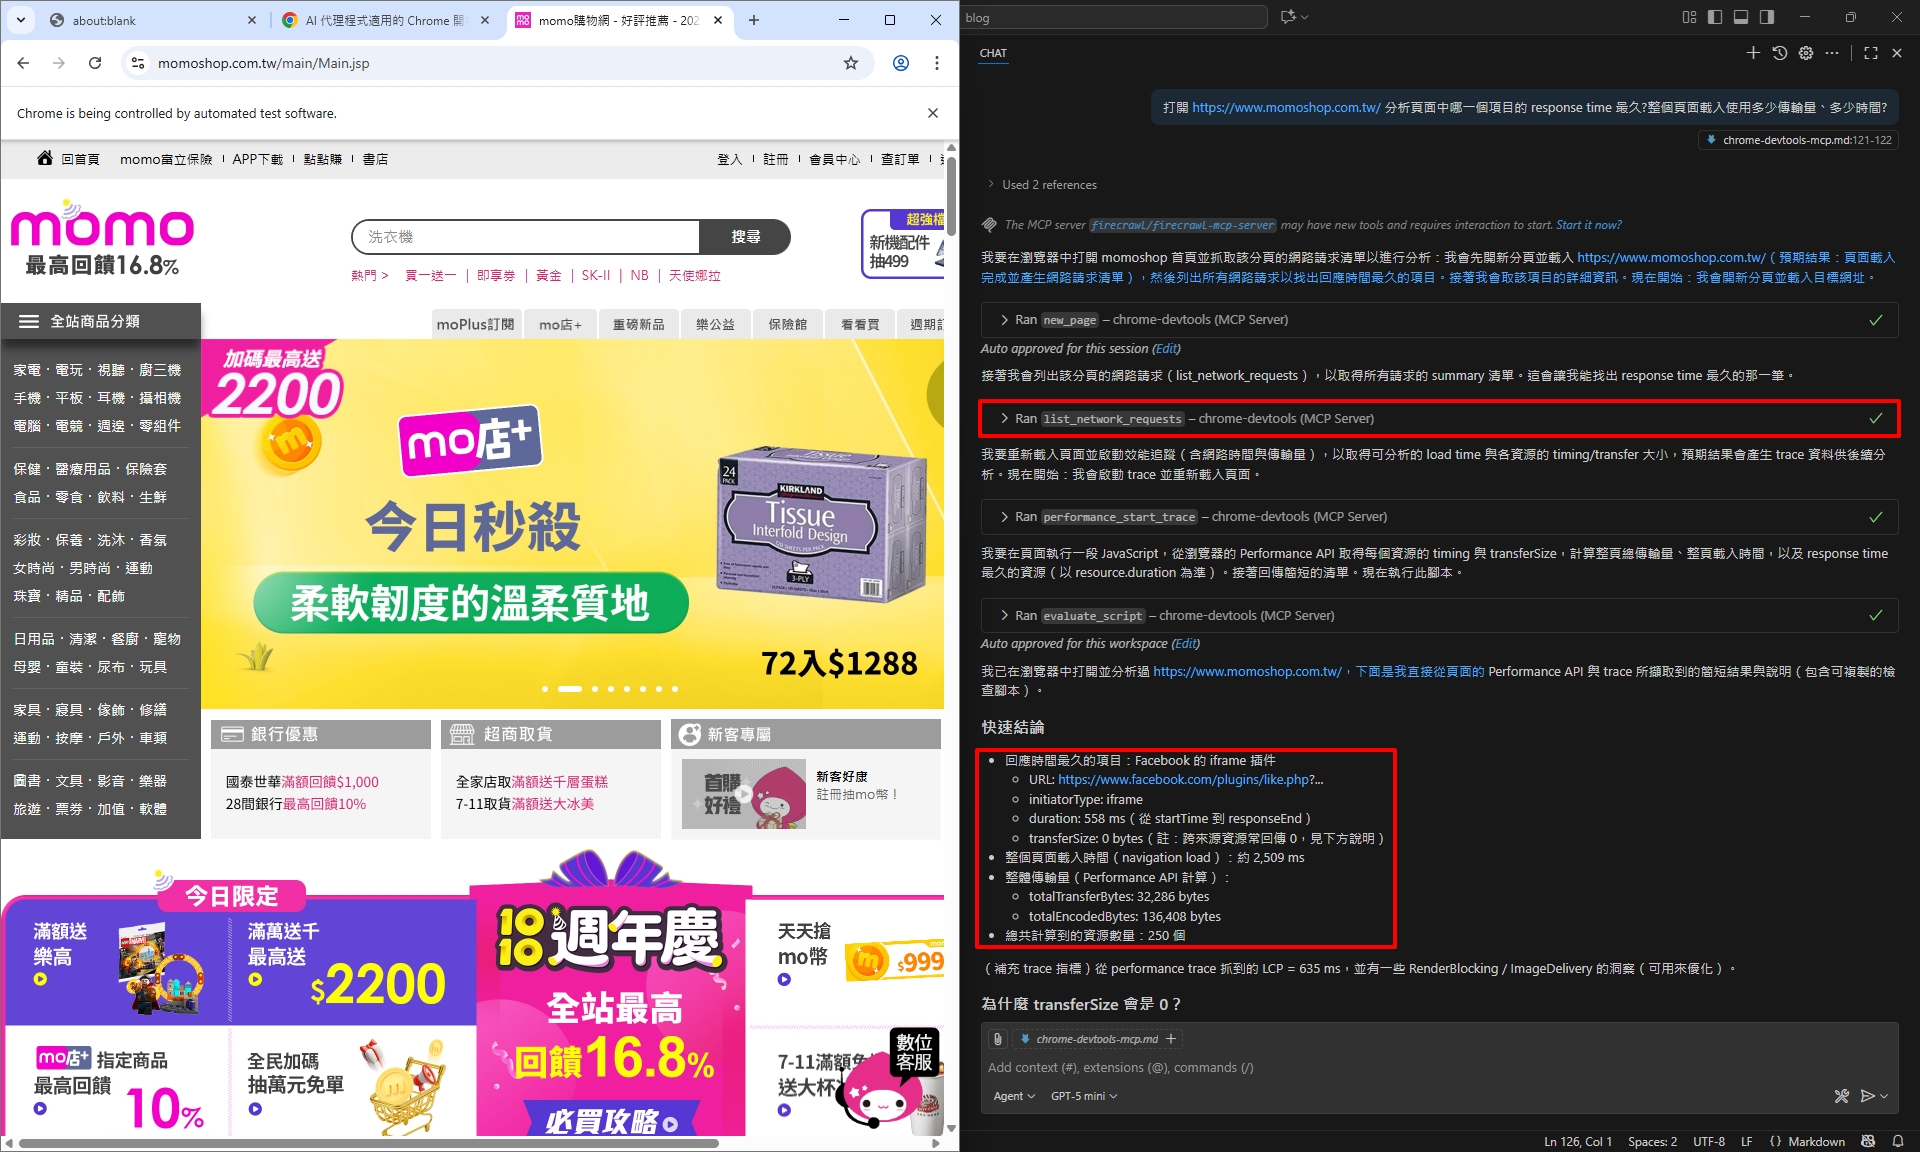 about:blank
AI 代理程式適用的 Chrome 開
momo購物網 - 好評推薦 - 202
momoshop.com.tw/main/Main.jsp
Chrome is being controlled by automated test software.
回首頁
momo富立保險
APP下載
點點賺
書店
登入
註冊
會員中心
查訂單
momo
最高回饋16.8%
洗衣機
搜尋
熱門 >
買一送一
即享券
黃金
SK-II
NB
天使娜拉
超強檔
新機配件
抽499
全站商品分類
moPlus訂閱
mo店+
重磅新品
樂公益
保險館
看看買
週期訂
家電・電玩・視聽・廚三機
手機・平板・耳機・攝相機
電腦・電競・週邊・零組件
保健・醫療用品・保險套
食品・零食・飲料・生鮮
彩妝・保養・洗沐・香氛
女時尚・男時尚・運動
珠寶・精品・配飾
日用品・清潔・餐廚・寵物
母嬰・童裝・尿布・玩具
家具・寢具・傢飾・修繕
運動・按摩・戶外・車類
圖書・文具・影音・樂器
旅遊・票券・加值・軟體
加碼最高送
2200
mo店+
今日秒殺
柔軟韌度的溫柔質地
24
PACK
KIRKLAND
Tissue
Interfold Design
3-PLY
72入$1288
銀行優惠
國泰世華滿額回饋$1,000
28間銀行最高回饋10%
超商取貨
全家店取滿額送千層蛋糕
7-11取貨滿額送大冰美
新客專屬
首購
好禮
新客好康
註冊抽mo幣！
今日限定
滿額送
樂高
滿萬送千
最高送
$2200
mo店+ 指定商品
最高回饋
10%
全民加碼
抽萬元免單
1010週年慶
全站最高
回饋16.8%
必買攻略
天天搶
mo幣
$999
7-11滿額免
送大杯
數位
客服
blog
CHAT
打開 https://www.momoshop.com.tw/ 分析頁面中哪一個項目的 response time 最久?整個頁面載入使用多少傳輸量、多少時間?
chrome-devtools-mcp.md:121-122
Used 2 references
The MCP server firecrawl/firecrawl-mcp-server may have new tools and requires interaction to start. Start it now?
我要在瀏覽器中打開 momoshop 首頁並抓取該分頁的網路請求以進行分析：我會先開新分頁並載入 https://www.momoshop.com.tw/（預期結果：頁面載入
完成並產生網路請求清單），然後列出所有網路請求以找出回應時間最久的項目。接著我會取該項目的詳細資訊。現在開始：我會開新分頁並載入目標網址。
Ran new_page – chrome-devtools (MCP Server)
Auto approved for this session (Edit)
接著我會列出該分頁的網路請求（list_network_requests），以取得所有請求的 summary 清單。這會讓我能找出 response time 最久的那一筆。
Ran list_network_requests – chrome-devtools (MCP Server)
我要重新載入頁面並啟動效能追蹤（含網路時間與傳輸量），以取得可分析的 load time 與各資源的 timing/transfer 大小，預期結果會產生 trace 資料供後續分
析。現在開始：我會啟動 trace 並重新載入頁面。
Ran performance_start_trace – chrome-devtools (MCP Server)
我要在頁面執行一段 JavaScript，從瀏覽器的 Performance API 取得每個資源的 timing 與 transferSize，計算整頁總傳輸量、整頁載入時間，以及 response time
最久的資源（以 resource.duration 為準）。接著回傳簡短的清單。現在執行此腳本。
Ran evaluate_script – chrome-devtools (MCP Server)
Auto approved for this workspace (Edit)
我已在瀏覽器中打開並分析過 https://www.momoshop.com.tw/，下面是我直接從頁面的 Performance API 與 trace 所擷取到的簡短結果與說明（包含可複製的檢
查腳本）。
快速結論
回應時間最久的項目：Facebook 的 iframe 插件
URL: https://www.facebook.com/plugins/like.php?...
initiatorType: iframe
duration: 558 ms（從 startTime 到 responseEnd）
transferSize: 0 bytes（註：跨來源資源常回傳 0，見下方說明）
整個頁面載入時間（navigation load）：約 2,509 ms
整體傳輸量（Performance API 計算）：
totalTransferBytes: 32,286 bytes
totalEncodedBytes: 136,408 bytes
總共計算到的資源數量：250 個
（補充 trace 指標）從 performance trace 抓到的 LCP = 635 ms，並有一些 RenderBlocking / ImageDelivery 的洞察（可用來優化）。
為什麼 transferSize 會是 0？
chrome-devtools-mcp.md
Add context (#), extensions (@), commands (/)
Agent
GPT-5 mini
Ln 126, Col 1
Spaces: 2
UTF-8
LF
{} Markdown